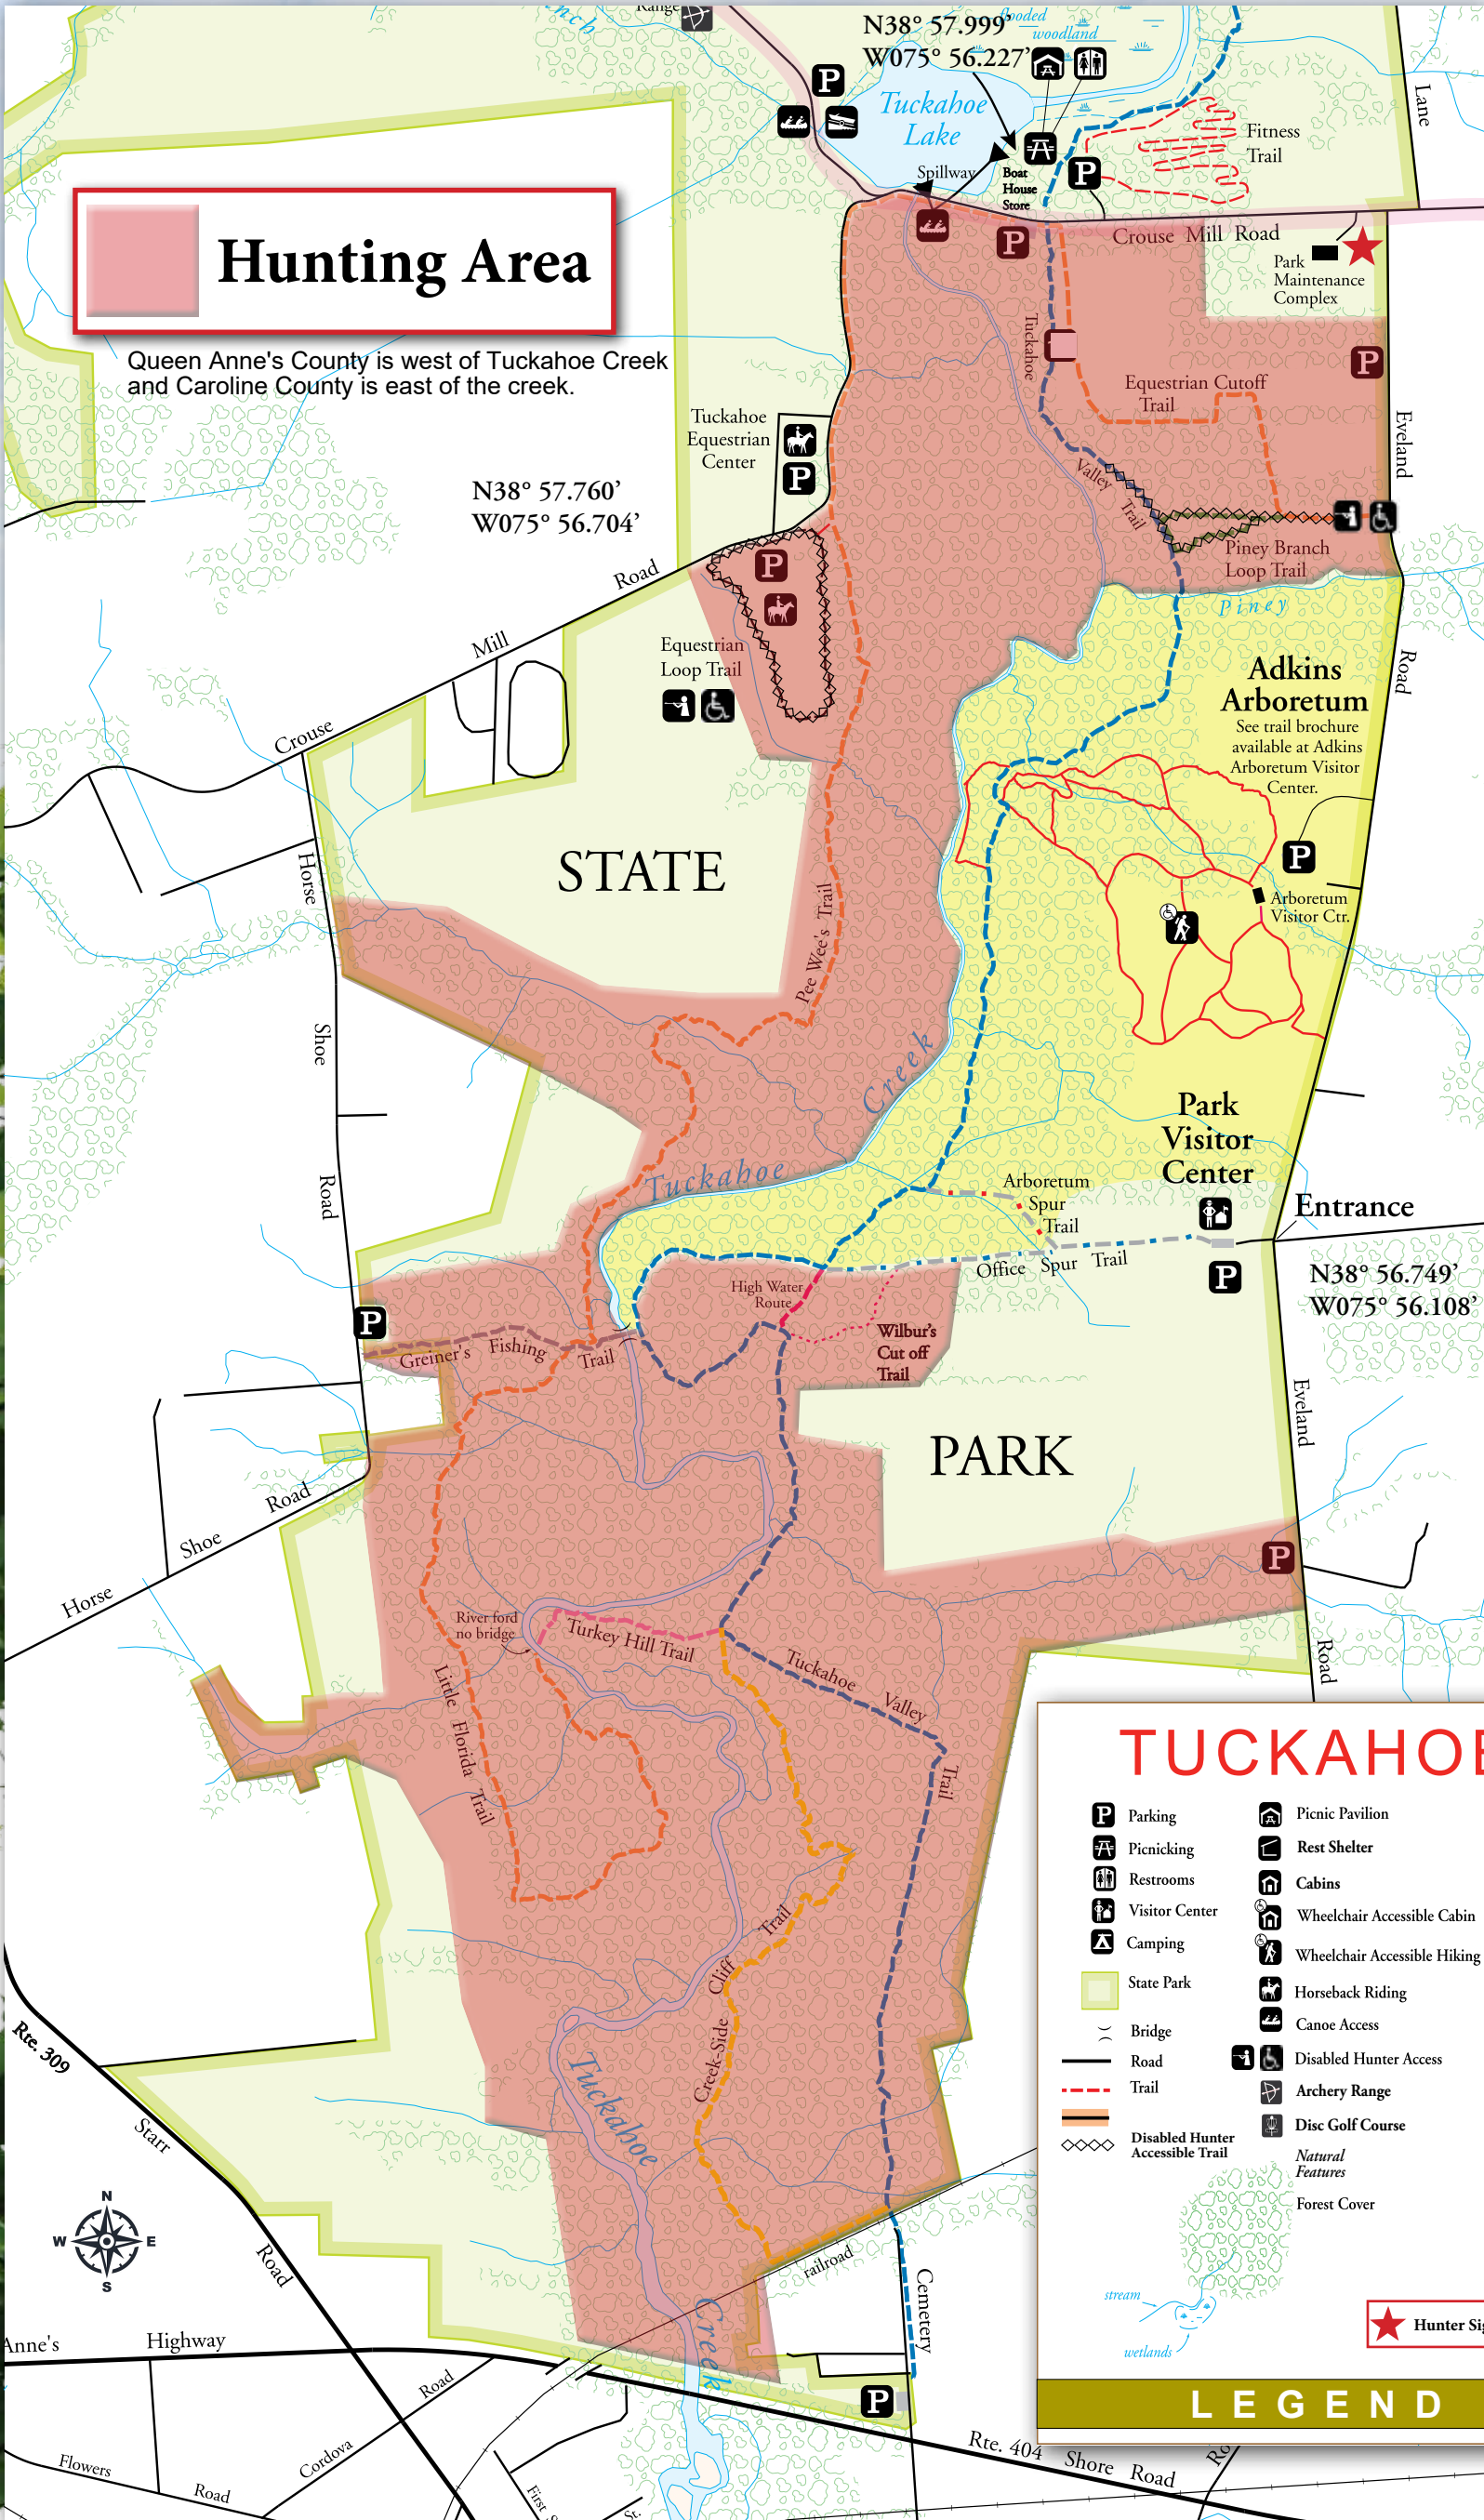 Range
N38° 57.999’
W075° 56.227’
flooded
woodland
Tuckahoe
Lake
Spillway
Boat
House
Store
Fitness
Trail
Lane
Crouse Mill Road
Park
Maintenance
Complex
Hunting Area
Queen Anne's County is west of Tuckahoe Creek
and Caroline County is east of the creek.
Tuckahoe
Equestrian
Center
N38° 57.760’
W075° 56.704’
Tuckahoe
Valley
Trail
Equestrian Cutoff
Trail
Eveland
Road
Piney Branch
Loop Trail
Piney
Road
Mill
Crouse
Equestrian
Loop Trail
Adkins
Arboretum
See trail brochure
available at Adkins
Arboretum Visitor
Center.
Arboretum
Visitor Ctr.
STATE
Horse
Shoe
Road
Pee Wee's Trail
Creek
Tuckahoe
Park
Visitor
Center
Entrance
Arboretum
Spur
Trail
Office Spur Trail
N38° 56.749’
W075° 56.108’
High Water
Route
Wilbur's
Cut off
Trail
Greiner's Fishing Trail
PARK
Eveland
Road
Road
Shoe
Horse
River ford
no bridge
Turkey Hill Trail
Tuckahoe
Valley
Trail
Little Florida Trail
Creek-Side Cliff Trail
Tuckahoe
Creek
Rte. 309
Starr
Road
N
W E
S
railroad
Cemetery
Anne's Highway
Road
Cordova
Flowers
Road
First
St.
Rte. 404 Shore Road
TUCKAHOE
P Parking
Picnicking
Restrooms
Visitor Center
Camping
State Park
Bridge
Road
Trail
Disabled Hunter
Accessible Trail
Picnic Pavilion
Rest Shelter
Cabins
Wheelchair Accessible Cabin
Wheelchair Accessible Hiking
Horseback Riding
Canoe Access
Disabled Hunter Access
Archery Range
Disc Golf Course
Natural
Features
Forest Cover
stream
wetlands
Hunter Si
LEGEND